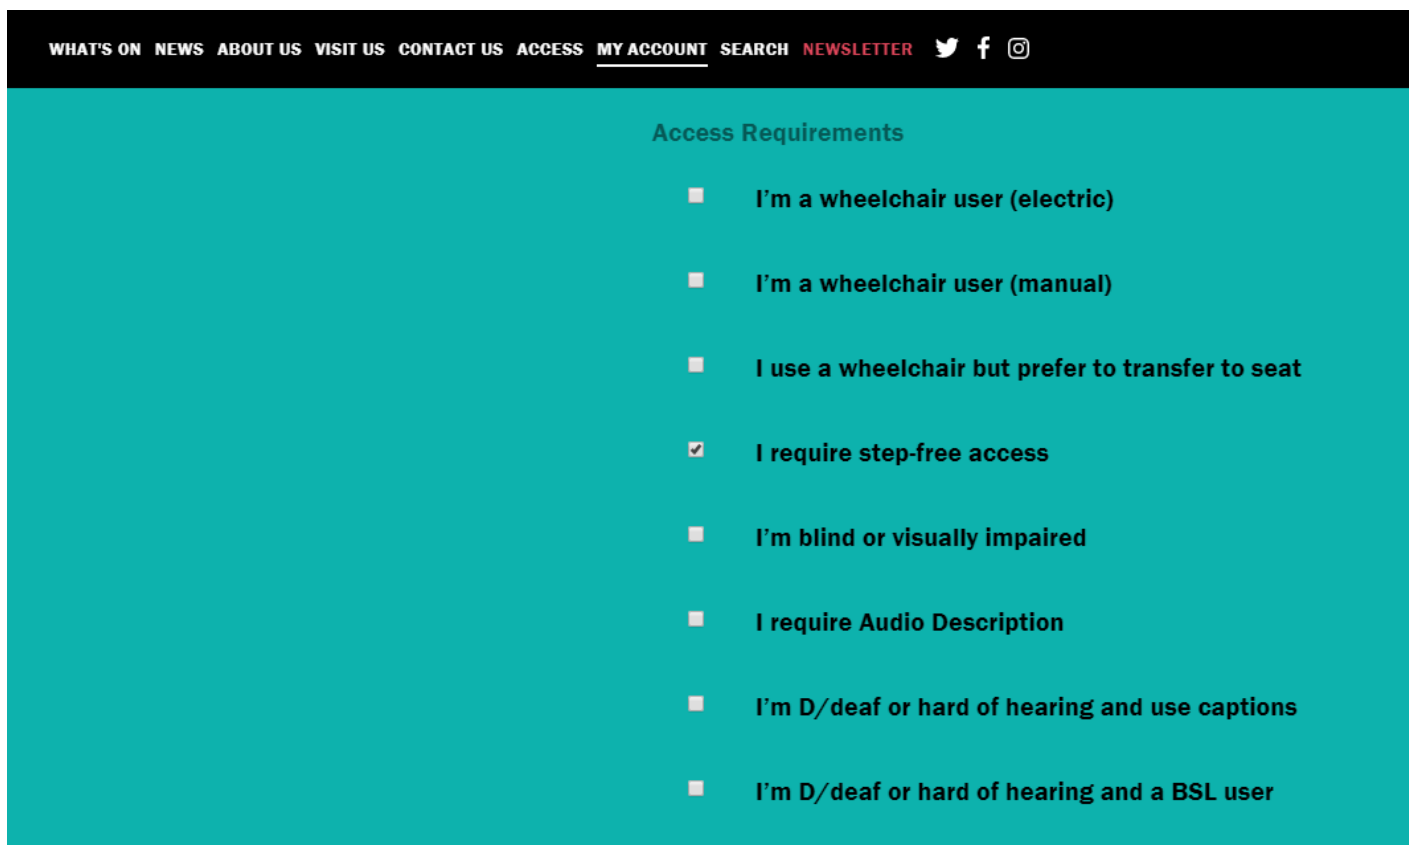 WHAT'S ON NEWS ABOUT US VISIT US CONTACT US ACCESS MY ACCOUNT SEARCH NEWSLETTER
Access Requirements
I’m a wheelchair user (electric)
I’m a wheelchair user (manual)
I use a wheelchair but prefer to transfer to seat
I require step-free access
I’m blind or visually impaired
I require Audio Description
I’m D/deaf or hard of hearing and use captions
I’m D/deaf or hard of hearing and a BSL user